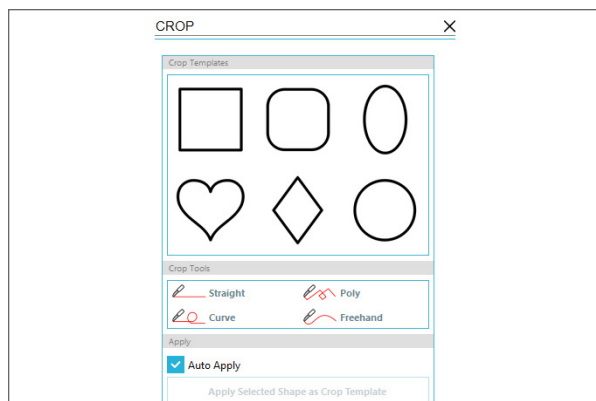 CROP
Crop Templates
Crop Tools
Straight Poly
Curve Freehand
Apply
Auto Apply
Apply Selected Shape as Crop Template